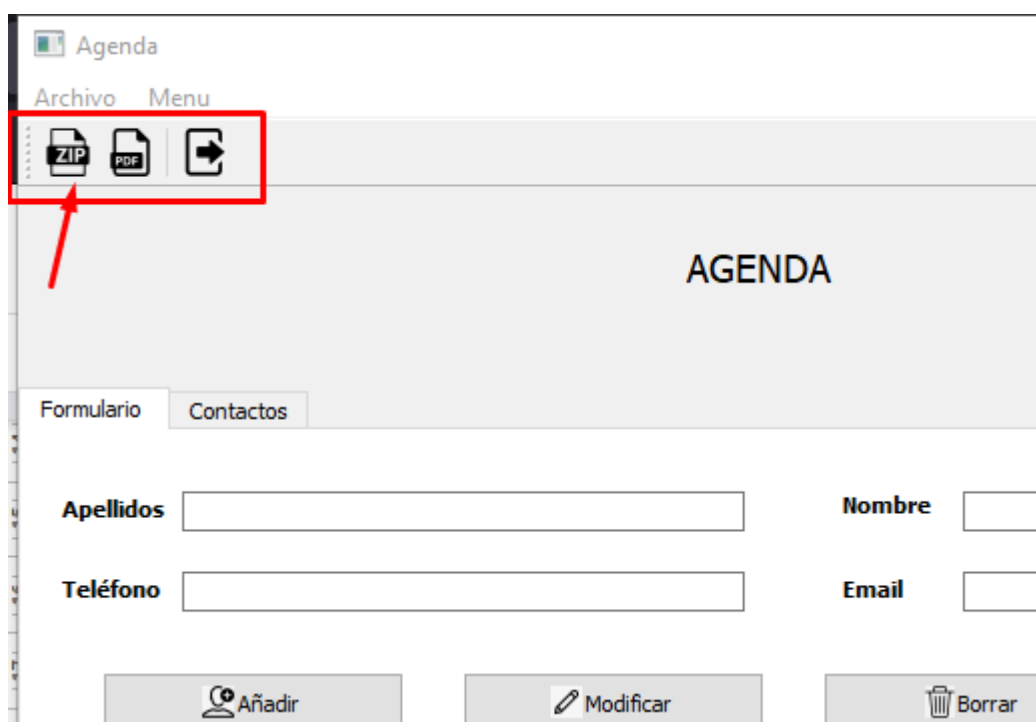 Agenda
Archivo Menu
ZIP PDF
AGENDA
Formulario Contactos
Apellidos Nombre
Teléfono Email
Añadir Modificar Borrar